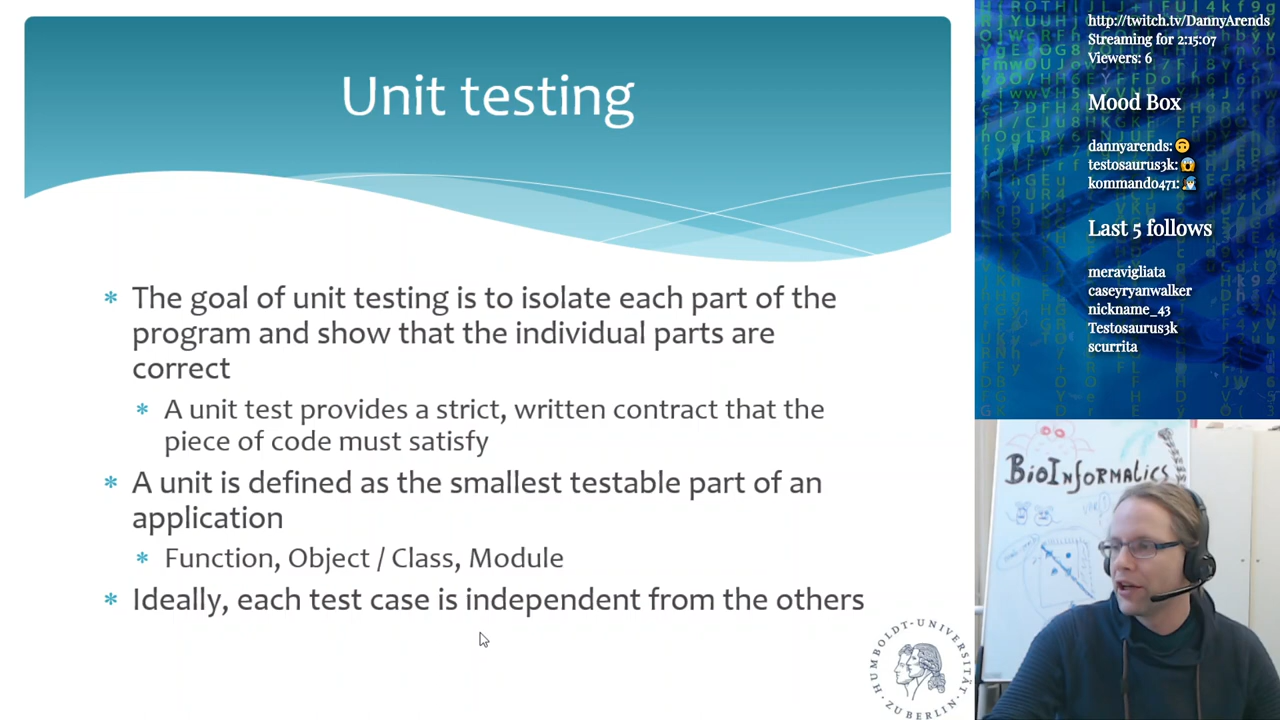 Unit testing
* The goal of unit testing is to isolate each part of the
program and show that the individual parts are
correct
* A unit test provides a strict, written contract that the
piece of code must satisfy
* A unit is defined as the smallest testable part of an
application
* Function, Object / Class, Module
* Ideally, each test case is independent from the others
HUMBOLDT-UNIVERSITÄT
ZU BERLIN
http://twitch.tv/DannyArends
Streaming for 2:15:07
Viewers: 6
Mood Box
dannyarends: 🙃
testosaurus3k: 😱
kommando471:
Last 5 follows
meravigliata
caseyryanwalker
nickname_43
Testosaurus3k
scurrita
BioInformatics